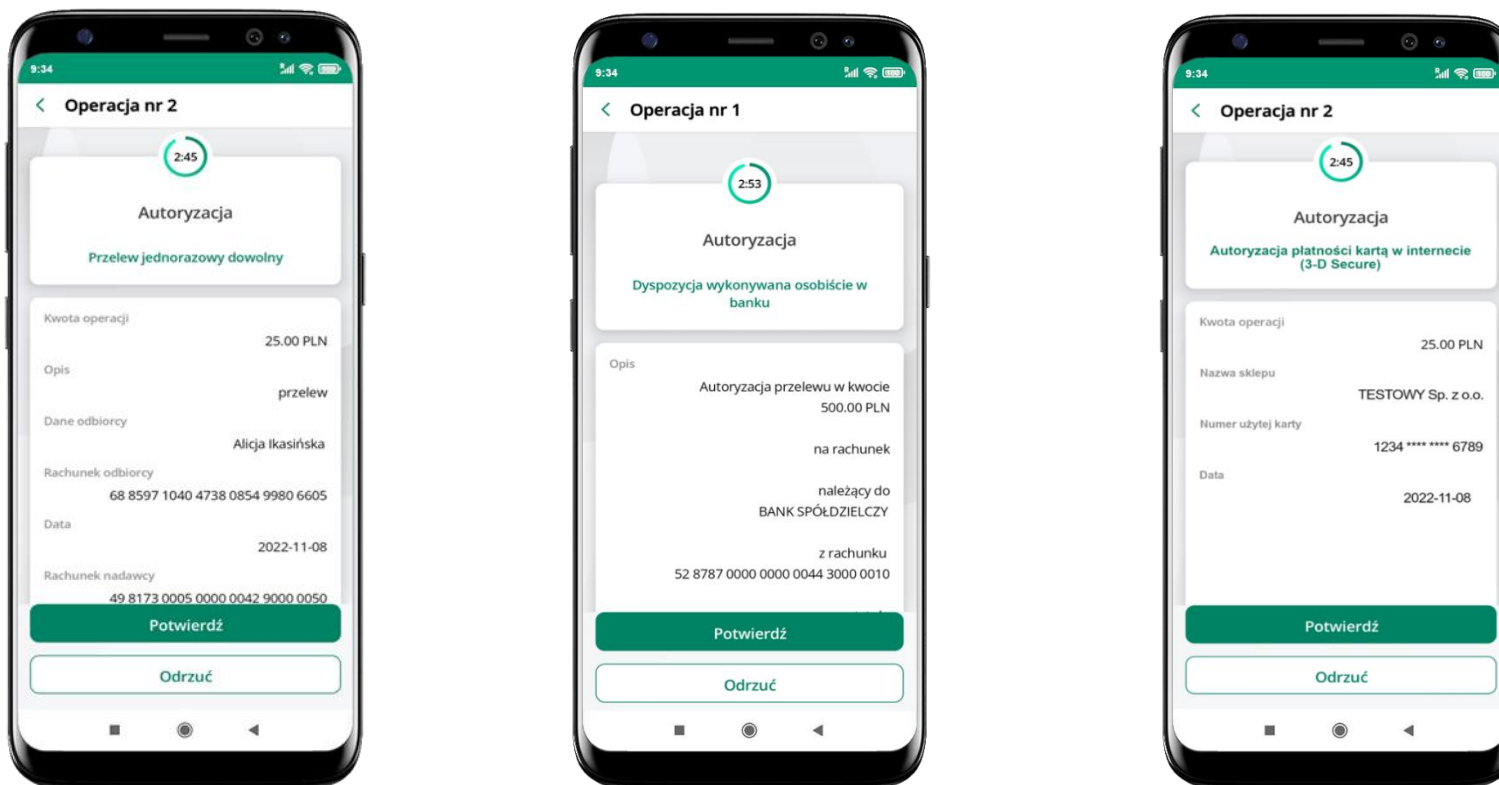 9:34
Operacja nr 2
2:45
Autoryzacja
Przelew jednorazowy dowolny
Kwota operacji
25.00 PLN
Opis
przelew
Dane odbiorcy
Alicja Ikasińska
Rachunek odbiorcy
68 8597 1040 4738 0854 9980 6605
Data
2022-11-08
Rachunek nadawcy
49 8173 0005 0000 0042 9000 0050
Potwierdź
Odrzuć
9:34
Operacja nr 1
2:53
Autoryzacja
Dyspozycja wykonywana osobiście w
banku
Opis
Autoryzacja przelewu w kwocie
500.00 PLN
na rachunek
należący do
BANK SPÓŁDZIELCZY
z rachunku
52 8787 0000 0000 0044 3000 0010
Potwierdź
Odrzuć
9:34
Operacja nr 2
2:45
Autoryzacja
Autoryzacja płatności kartą w internecie
(3-D Secure)
Kwota operacji
25.00 PLN
Nazwa sklepu
TESTOWY Sp. z o.o.
Numer użytej karty
1234 **** **** 6789
Data
2022-11-08
Potwierdź
Odrzuć